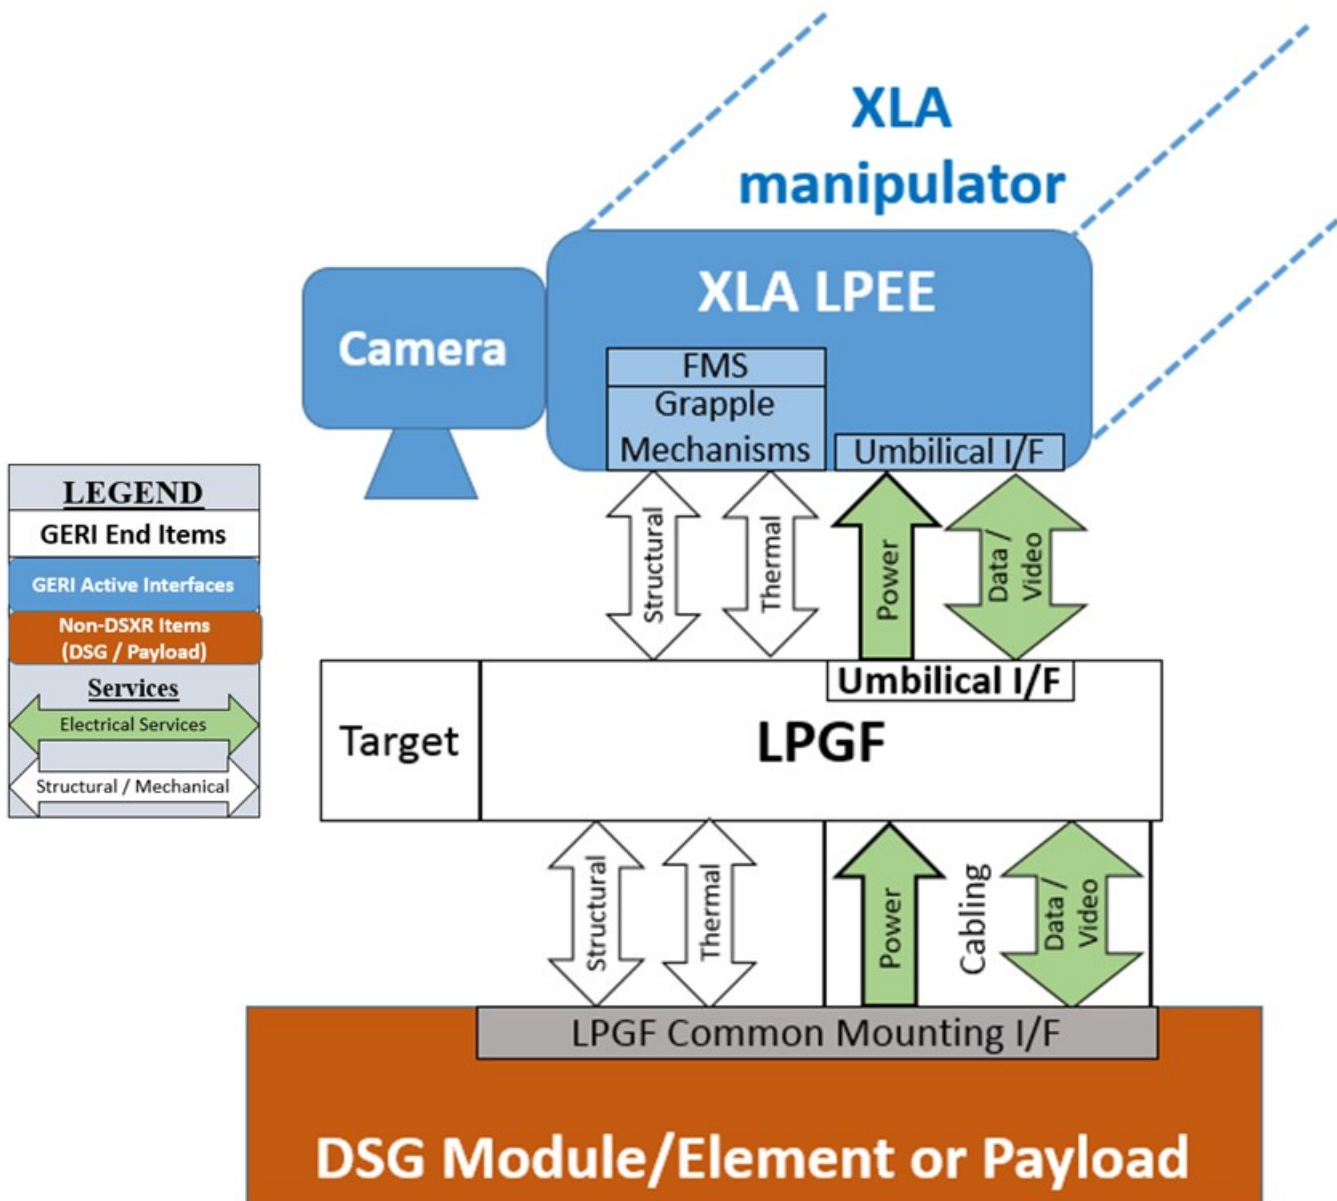 XLA
manipulator
XLA LPEE
Camera
FMS
Grapple
Mechanisms
Umbilical I/F
LEGEND
GERI End Items
GERI Active Interfaces
Non-DSXR Items
(DSG / Payload)
Services
Electrical Services
Structural / Mechanical
Structural
Thermal
Power
Data /
Video
Umbilical I/F
Target
LPGF
Structural
Thermal
Power
Cabling
Data /
Video
LPGF Common Mounting I/F
DSG Module/Element or Payload